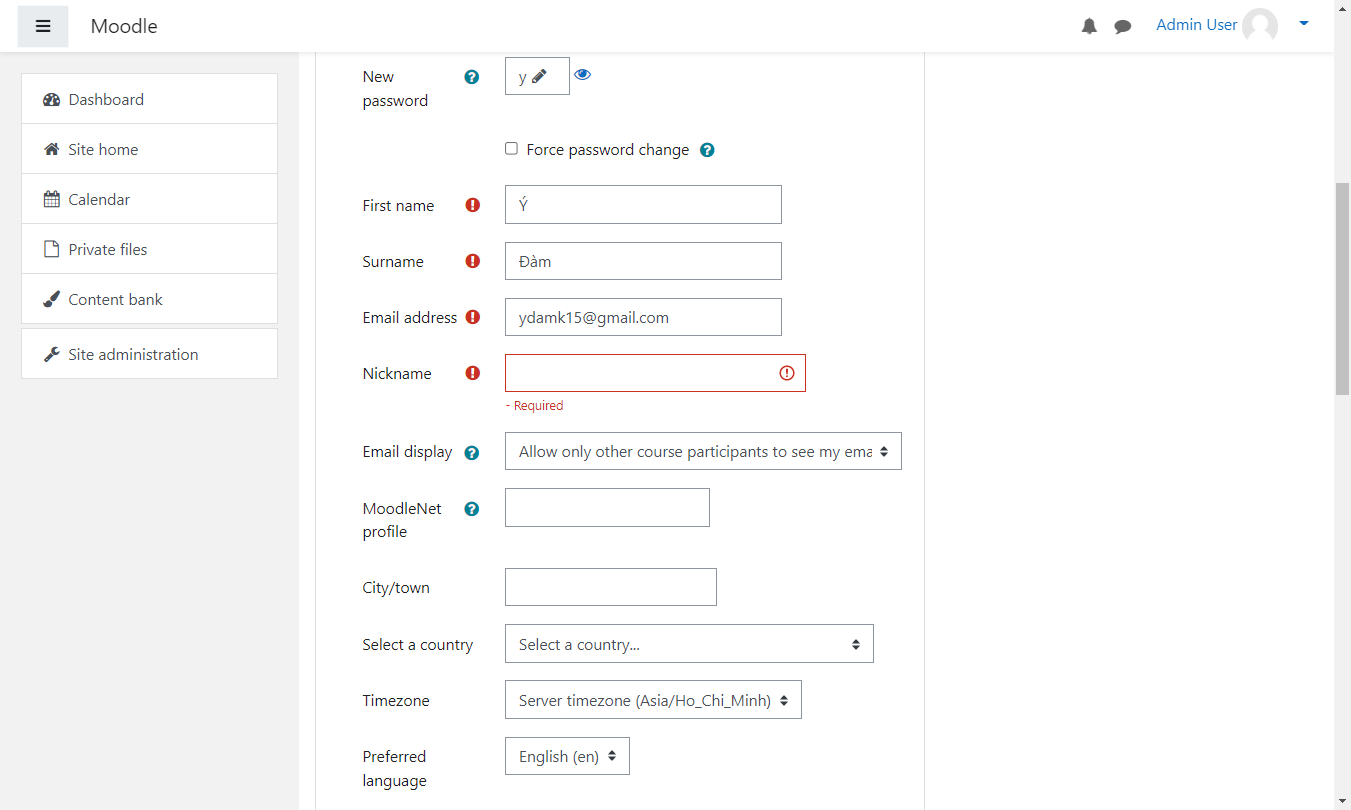 Moodle
Admin User
Dashboard
Site home
Calendar
Private files
Content bank
Site administration
New
password
y
Force password change
First name
Ý
Surname
Đàm
Email address
ydamk15@gmail.com
Nickname
- Required
Email display
Allow only other course participants to see my ema
MoodleNet
profile
City/town
Select a country
Select a country...
Timezone
Server timezone (Asia/Ho_Chi_Minh)
Preferred
language
English (en)